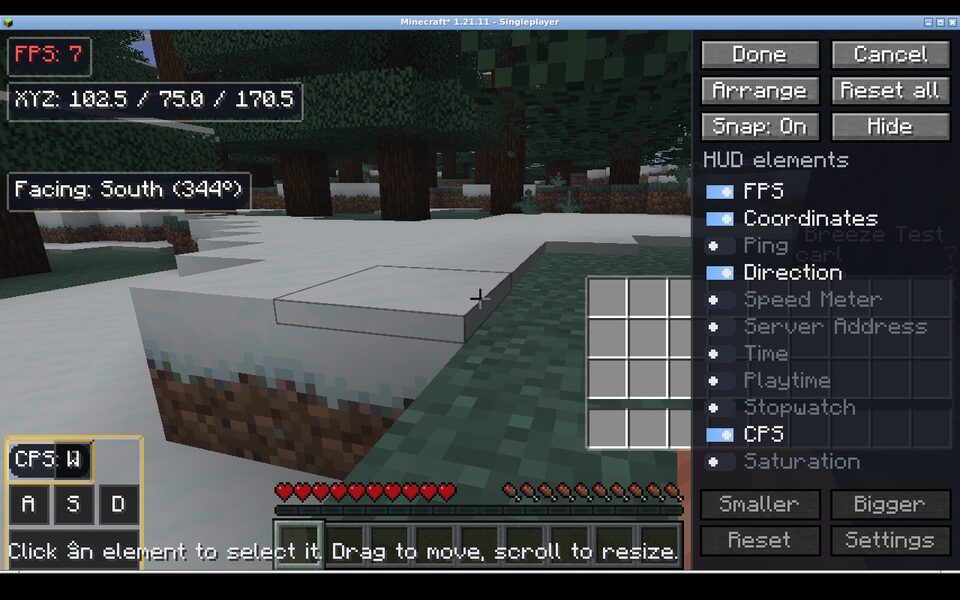 Minecraft* 1.21.11 - Singleplayer
FPS: 7
XYZ: 102.5 / 75.0 / 170.5
Facing: South (344°)
Done
Cancel
Arrange
Reset all
Snap: On
Hide
HUD elements
FPS
Coordinates
Breeze Test
Ping
carl
Direction
Speed Meter
Server Address
Time
Playtime
Stopwatch
CPS
Saturation
Smaller
Bigger
Reset
Settings
CPS W
A S D
Click an element to select it. Drag to move, scroll to resize.